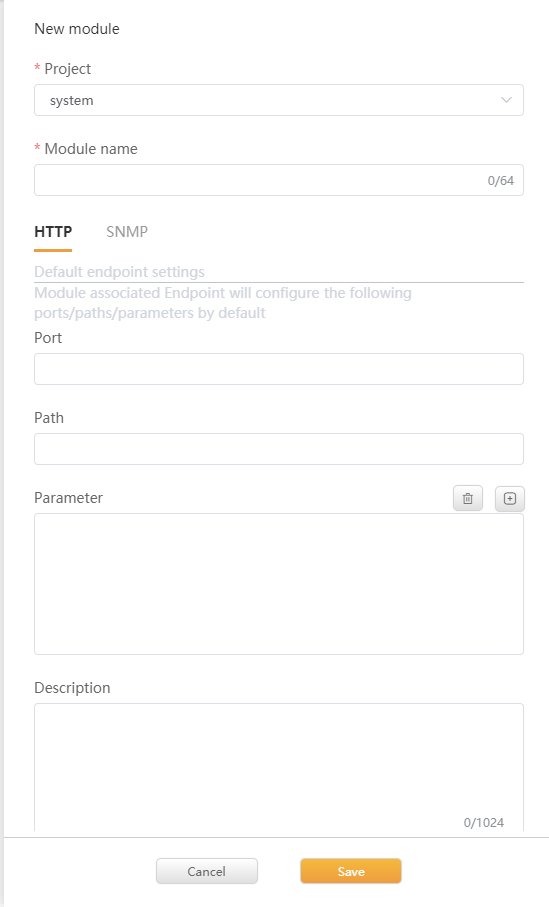 New module
* Project
system
* Module name
0/64
HTTP SNMP
Default endpoint settings
Module associated Endpoint will configure the following
ports/paths/parameters by default
Port
Path
Parameter
Description
0/1024
Cancel Save